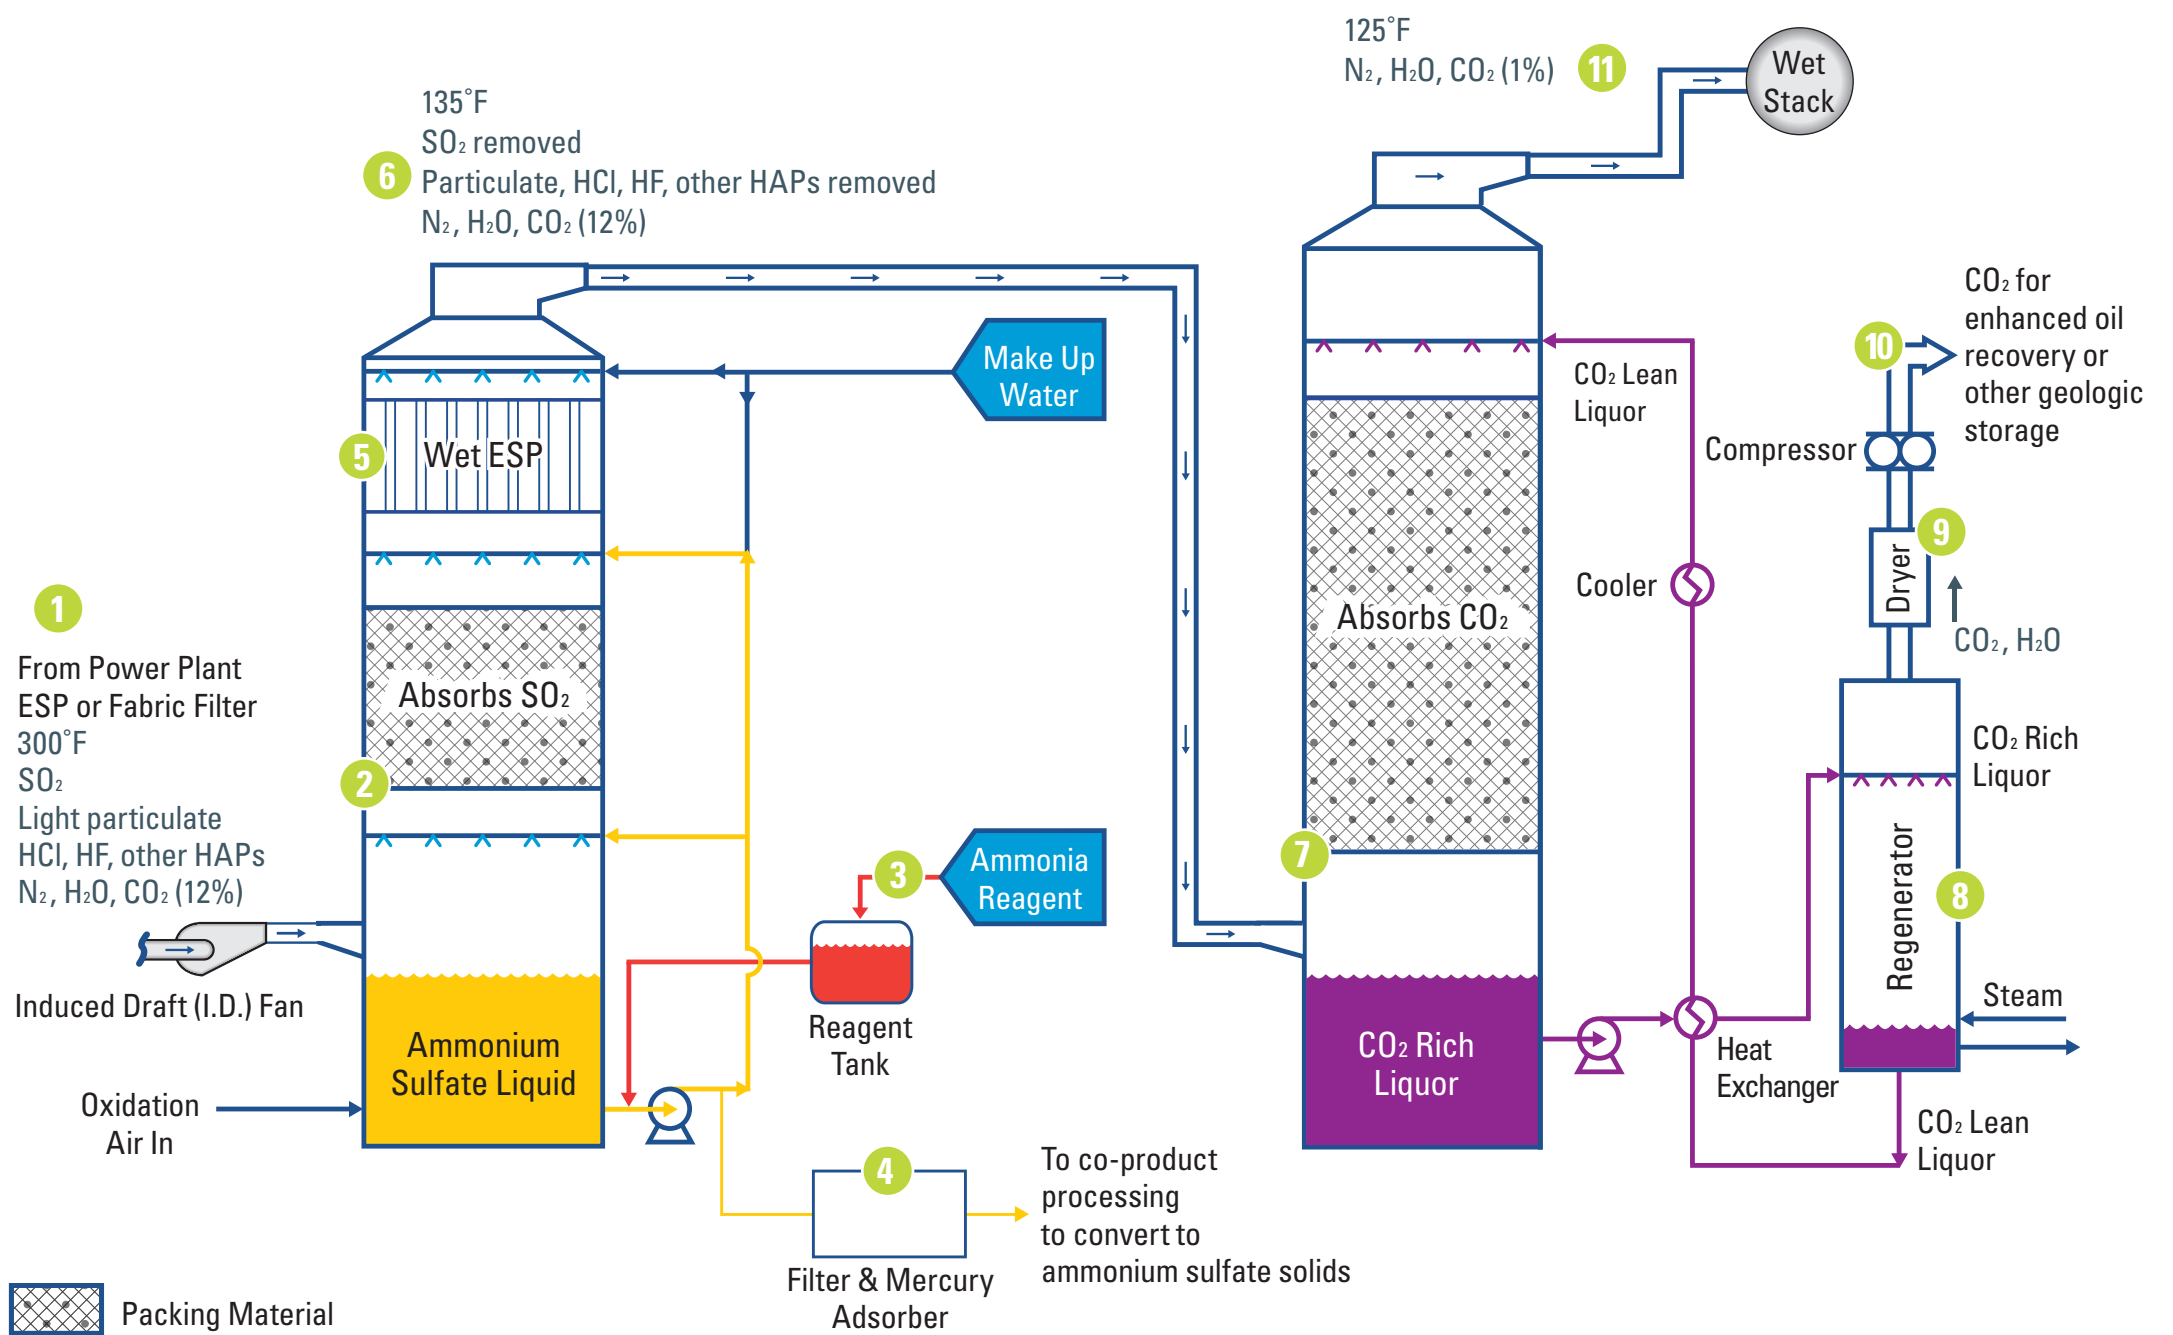 125°F
N₂, H₂O, CO₂ (1%)
11
Wet
Stack
135°F
SO₂ removed
6
Particulate, HCl, HF, other HAPs removed
N₂, H₂O, CO₂ (12%)
Make Up
Water
5
Wet ESP
1
From Power Plant
ESP or Fabric Filter
300°F
SO₂
Light particulate
HCl, HF, other HAPs
N₂, H₂O, CO₂ (12%)
Absorbs SO₂
2
Induced Draft (I.D.) Fan
Ammonium
Sulfate Liquid
Oxidation
Air In
3
Ammonia
Reagent
Reagent
Tank
4
Filter & Mercury
Adsorber
To co-product
processing
to convert to
ammonium sulfate solids
Packing Material
CO₂ Lean
Liquor
Absorbs CO₂
7
CO₂ Rich
Liquor
Cooler
Heat
Exchanger
10
CO₂ for
enhanced oil
recovery or
other geologic
storage
Compressor
9
Dryer
CO₂, H₂O
CO₂ Rich
Liquor
Regenerator
8
Steam
CO₂ Lean
Liquor